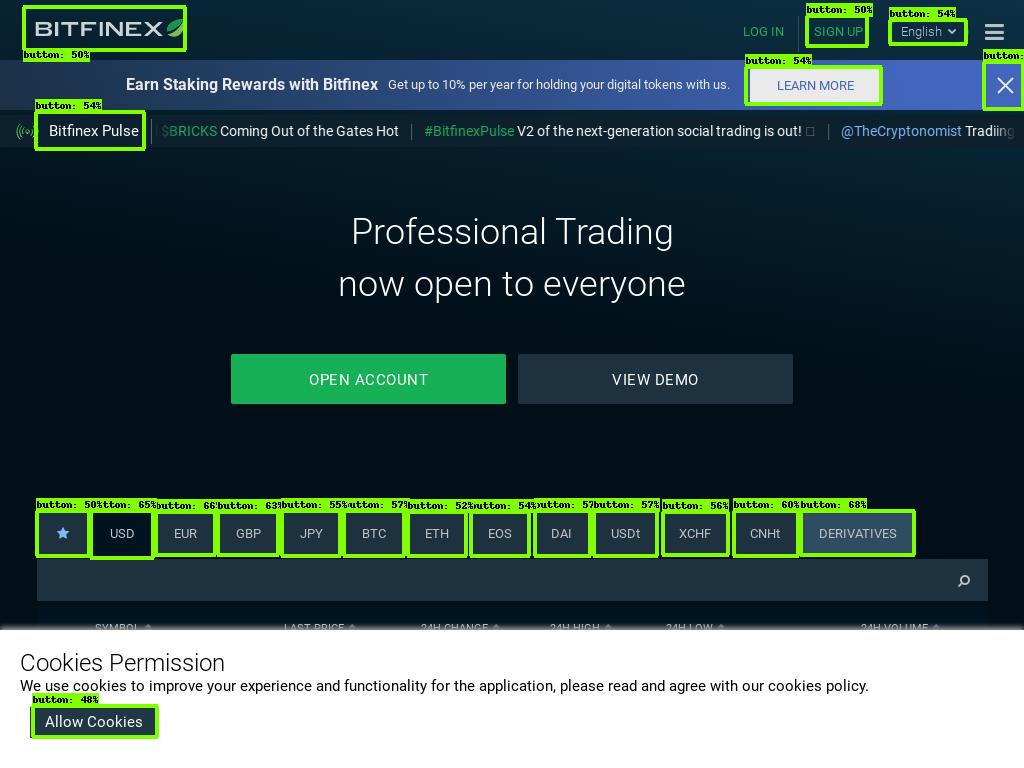 button: 50%
button: 54%
BITFINEX
LOG IN
SIGN UP
English
button: 50%
button: 54%
button:
Earn Staking Rewards with Bitfinex Get up to 10% per year for holding your digital tokens with us.
LEARN MORE
button: 54%
Bitfinex Pulse
$BRICKS Coming Out of the Gates Hot
#BitfinexPulse V2 of the next-generation social trading is out!
@TheCryptonomist Tradiing
Professional Trading
now open to everyone
OPEN ACCOUNT
VIEW DEMO
button: 50% tton: 65% button: 66 button: 63% button: 55% utton: 57% button: 52% button: 54% button: 57 button: 57% button: 56% button: 60% button: 68%
USD EUR GBP JPY BTC ETH EOS DAI USDt XCHF CNHt DERIVATIVES
SYMBOL LAST PRICE 24H CHANGE 24H HIGH 24H LOW 24H VOLUME
Cookies Permission
We use cookies to improve your experience and functionality for the application, please read and agree with our cookies policy.
button: 48%
Allow Cookies